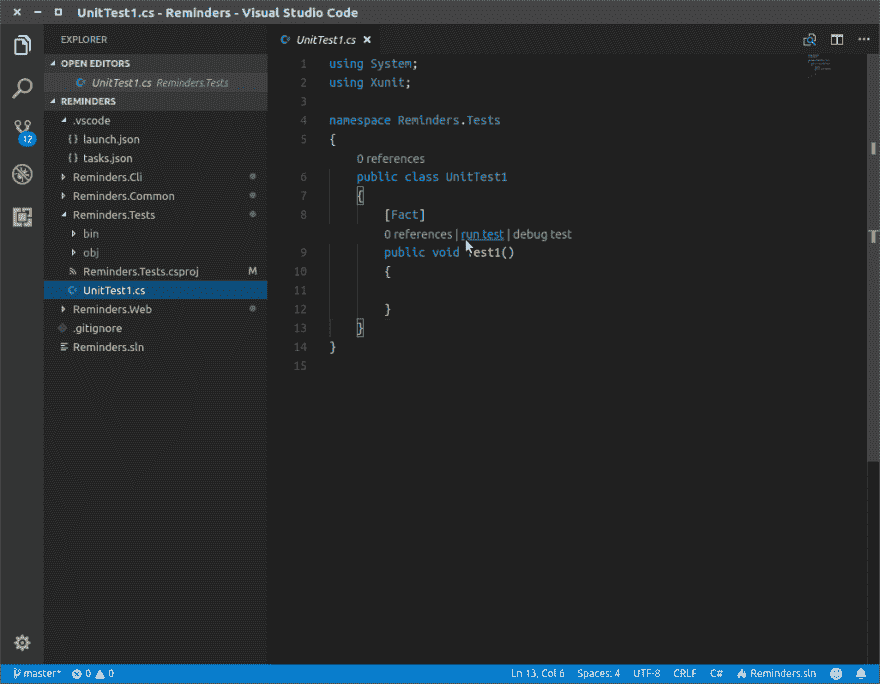 UnitTest1.cs - Reminders - Visual Studio Code
EXPLORER
OPEN EDITORS
UnitTest1.cs Reminders.Tests
REMINDERS
.vscode
{} launch.json
{} tasks.json
Reminders.Cli
Reminders.Common
Reminders.Tests
bin
obj
Reminders.Tests.csproj M
UnitTest1.cs
Reminders.Web
.gitignore
Reminders.sln
12
UnitTest1.cs
1 using System;
2 using Xunit;
3
4 namespace Reminders.Tests
5 {
0 references
6 public class UnitTest1
7 {
8 [Fact]
0 references | run test | debug test
9 public void Test1()
10 {
11
12 }
13 }
14 }
15
master* 0 0
Ln 13, Col 6 Spaces: 4 UTF-8 CRLF C# Reminders.sln